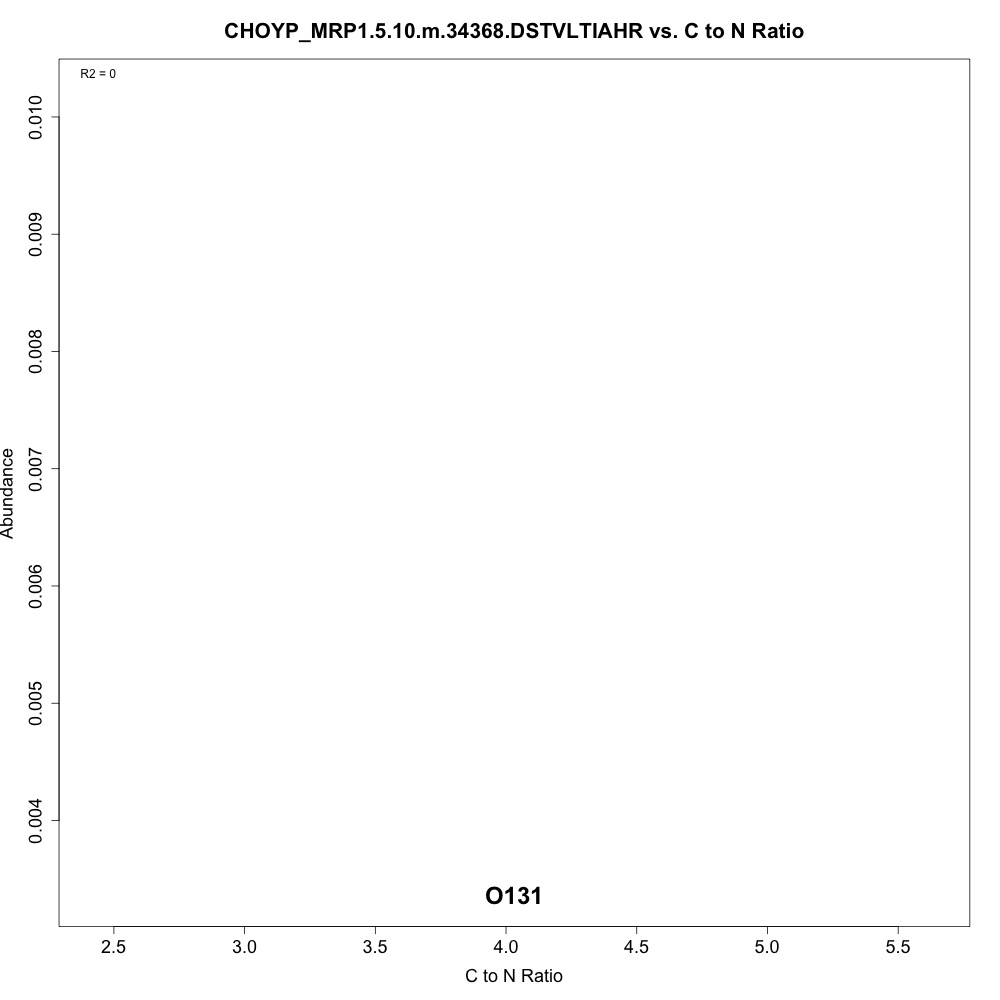 CHOYP_MRP1.5.10.m.34368.DSTVLTIAHR vs. C to N Ratio
R2 = 0
0.010
0.009
0.008
0.007
0.006
0.005
0.004
Abundance
O131
2.5 3.0 3.5 4.0 4.5 5.0 5.5
C to N Ratio